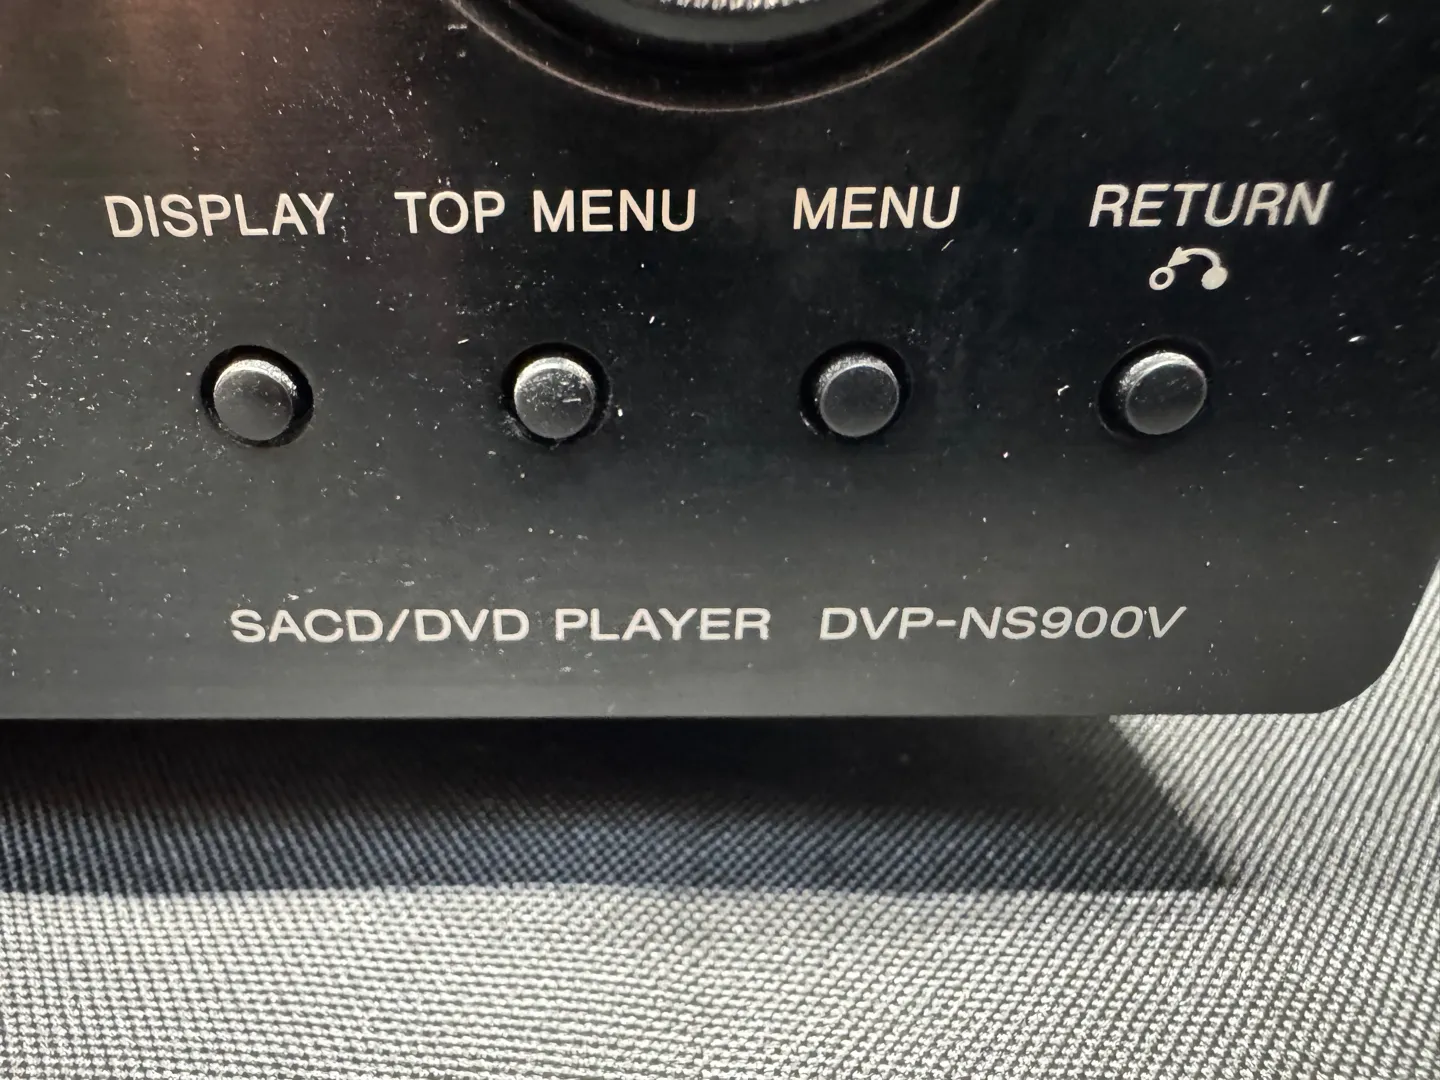 DISPLAY TOP MENU MENU RETURN
SACD/DVD PLAYER DVP-NS900V